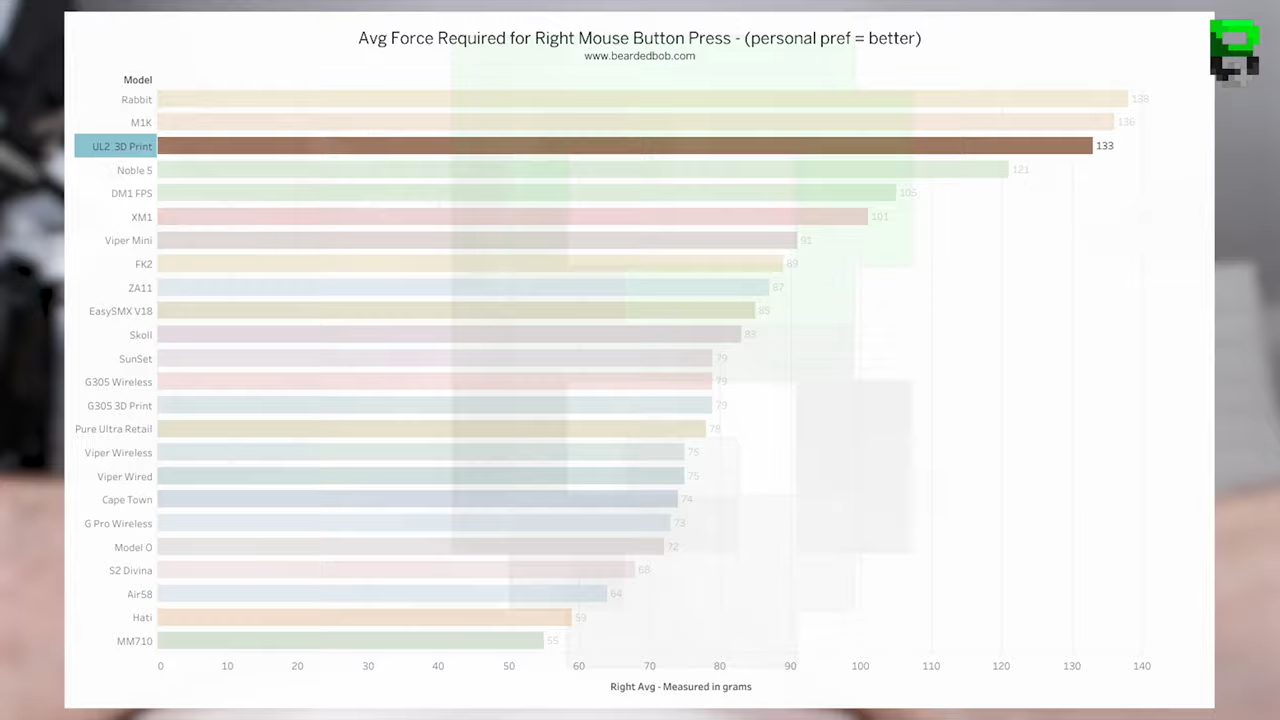 Avg Force Required for Right Mouse Button Press - (personal pref = better)
www.beardedbob.com
Model
Rabbit 138
M1K 136
UL2 3D Print 133
Noble 5 121
DM1 FPS 105
XM1 101
Viper Mini 91
FK2 89
ZA11 87
EasySMX V18 85
Skoll 83
SunSet 79
G305 Wireless 79
G305 3D Print 79
Pure Ultra Retail 78
Viper Wireless 75
Viper Wired 75
Cape Town 74
G Pro Wireless 73
Model O 72
S2 Divina 68
Air58 64
Hati 59
MM710 55
0 10 20 30 40 50 60 70 80 90 100 110 120 130 140
Right Avg - Measured in grams